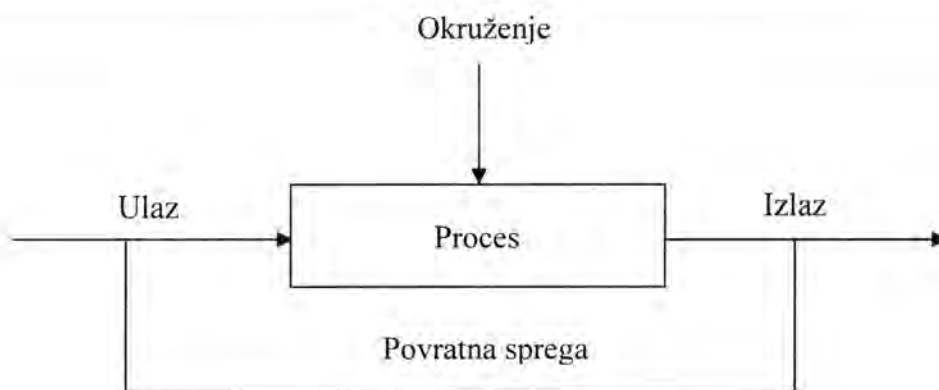 Okruženje
Ulaz
Izlaz
Proces
Povratna sprega